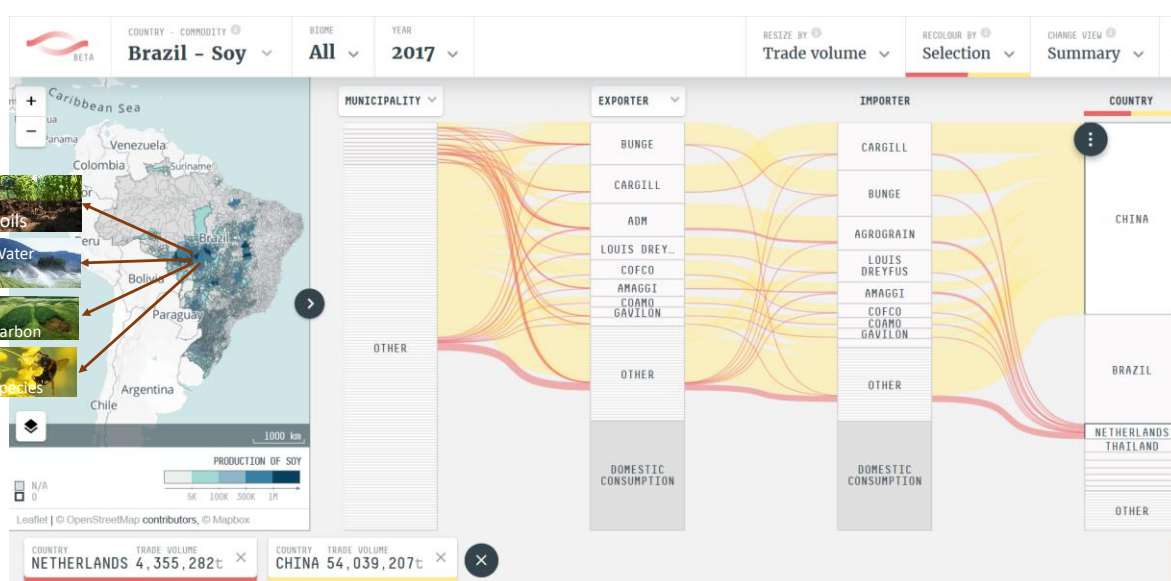 BETA
COUNTRY - COMMODITY
Brazil – Soy
BIOME
All
YEAR
2017
RESIZE BY
Trade volume
RECOLOUR BY
Selection
CHANGE VIEW
Summary
+
−
Caribbean Sea
Panama
Venezuela
Colombia
Suriname
Brazil
Peru
Bolivia
Paraguay
Argentina
Chile
oils
Water
arbon
pecies
1000 km
PRODUCTION OF SOY
N/A
0
5K 100K 300K 1M
Leaflet | © OpenStreetMap contributors, © Mapbox
MUNICIPALITY
OTHER
EXPORTER
BUNGE
CARGILL
ADM
LOUIS DREY…
COFCO
AMAGGI
COAMO
GAVILON
OTHER
DOMESTIC
CONSUMPTION
IMPORTER
CARGILL
BUNGE
AGROGRAIN
LOUIS
DREYFUS
AMAGGI
COFCO
COAMO
GAVILON
OTHER
DOMESTIC
CONSUMPTION
COUNTRY
CHINA
BRAZIL
NETHERLANDS
THAILAND
OTHER
COUNTRY TRADE VOLUME
NETHERLANDS 4,355,282t
COUNTRY TRADE VOLUME
CHINA 54,039,207t